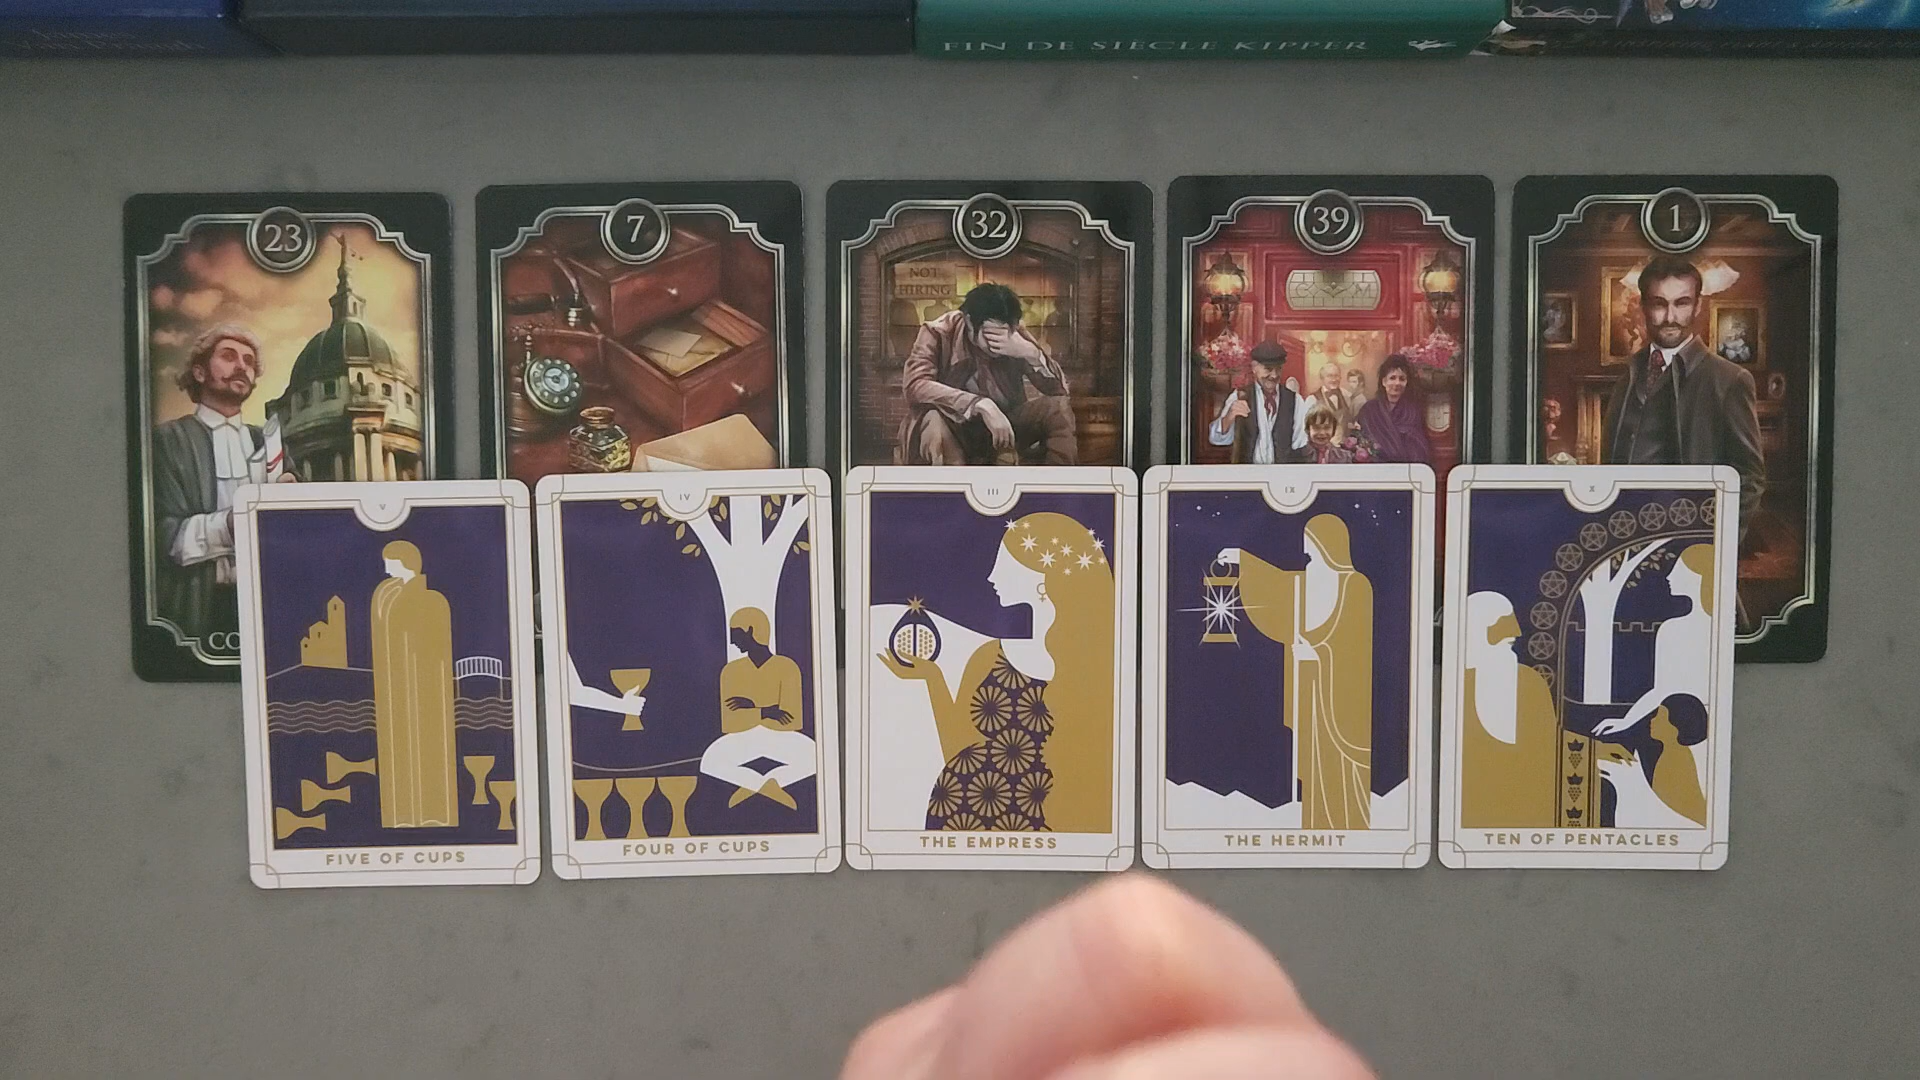 FIN DE SIÈCLE KIPPER
23
7
32
39
1
NOT
HIRING
CO
V
IV
III
IX
X
FIVE OF CUPS
FOUR OF CUPS
THE EMPRESS
THE HERMIT
TEN OF PENTACLES